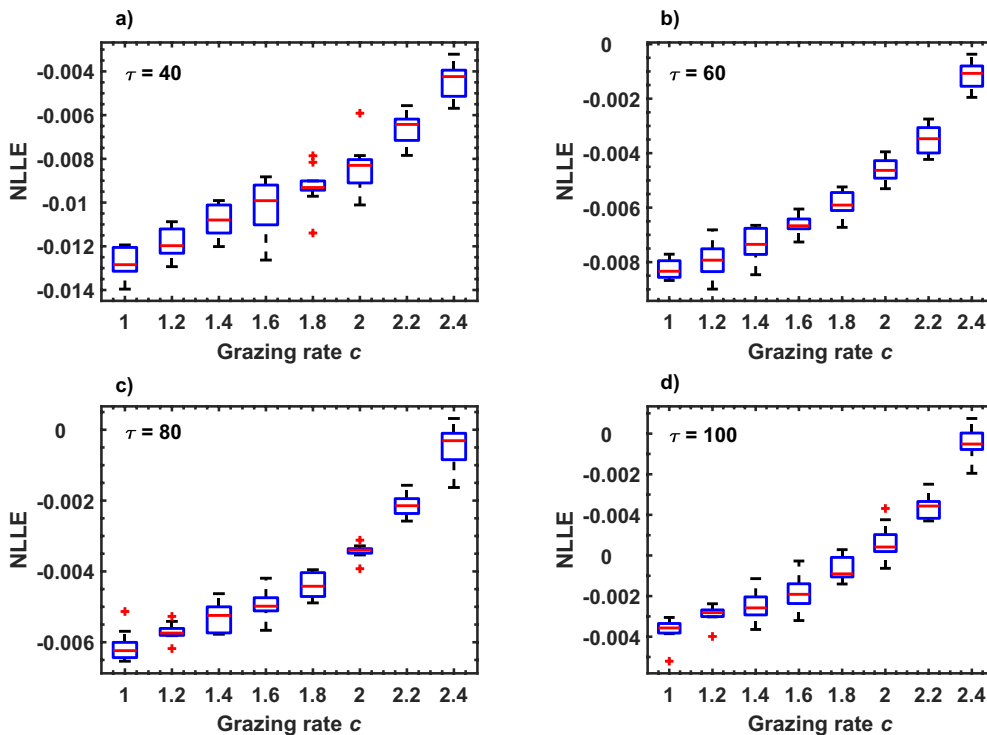 a)
τ = 40
NLLE
-0.004
-0.006
-0.008
-0.01
-0.012
-0.014
1 1.2 1.4 1.6 1.8 2 2.2 2.4
Grazing rate c
b)
τ = 60
NLLE
0
-0.002
-0.004
-0.006
-0.008
1 1.2 1.4 1.6 1.8 2 2.2 2.4
Grazing rate c
c)
τ = 80
NLLE
0
-0.002
-0.004
-0.006
1 1.2 1.4 1.6 1.8 2 2.2 2.4
Grazing rate c
d)
τ = 100
NLLE
0
-0.002
-0.004
0
-0.002
-0.004
1 1.2 1.4 1.6 1.8 2 2.2 2.4
Grazing rate c